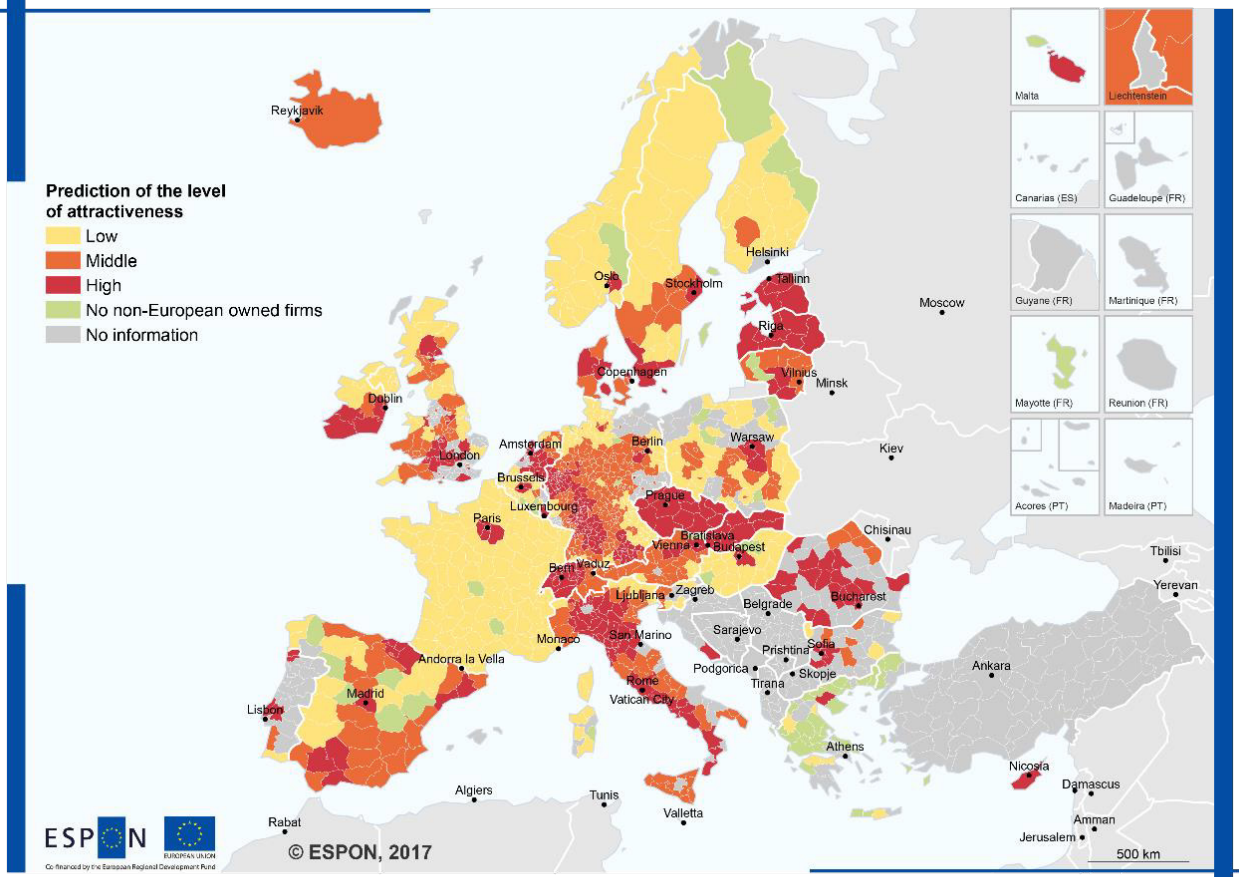 Reykjavik
Prediction of the level
of attractiveness
Low
Middle
High
No non-European owned firms
No information
Oslo
Stockholm
Helsinki
Tallinn
Riga
Moscow
Copenhagen
Vilnius
Minsk
Dublin
London
Amsterdam
Berlin
Warsaw
Kiev
Brussels
Luxembourg
Prague
Paris
Vienna
Bratislava
Budapest
Chisinau
Tbilisi
Yerevan
Bern
Vaduz
Ljubljana
Zagreb
Belgrade
Bucharest
Monaco
San Marino
Sarajevo
Prishtina
Sofia
Andorra la Vella
Podgorica
Skopje
Tirana
Ankara
Madrid
Lisbon
Rome
Vatican City
Athens
Nicosia
Damascus
Algiers
Tunis
Valletta
Rabat
Amman
Jerusalem
Malta
Liechtenstein
Canarias (ES)
Guadeloupe (FR)
Guyane (FR)
Martinique (FR)
Mayotte (FR)
Reunion (FR)
Acores (PT)
Madeira (PT)
ESPON
EUROPEAN UNION
Co-financed by the European Regional Development Fund
© ESPON, 2017
500 km